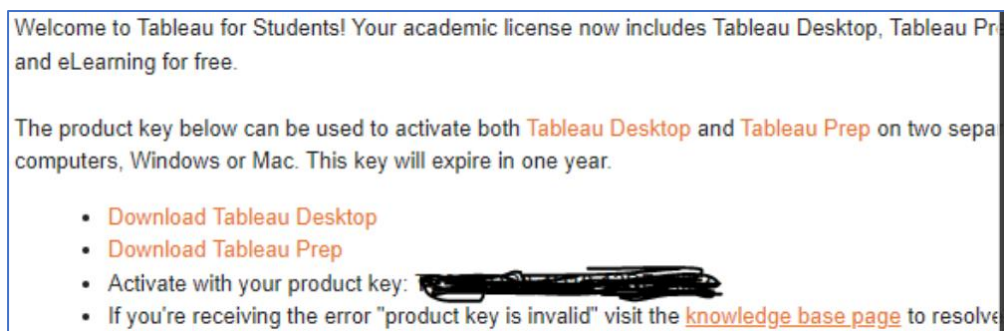 Welcome to Tableau for Students! Your academic license now includes Tableau Desktop, Tableau Pr
and eLearning for free.
The product key below can be used to activate both Tableau Desktop and Tableau Prep on two sepa
computers, Windows or Mac. This key will expire in one year.
• Download Tableau Desktop
• Download Tableau Prep
• Activate with your product key:
• If you're receiving the error "product key is invalid" visit the knowledge base page to resolve